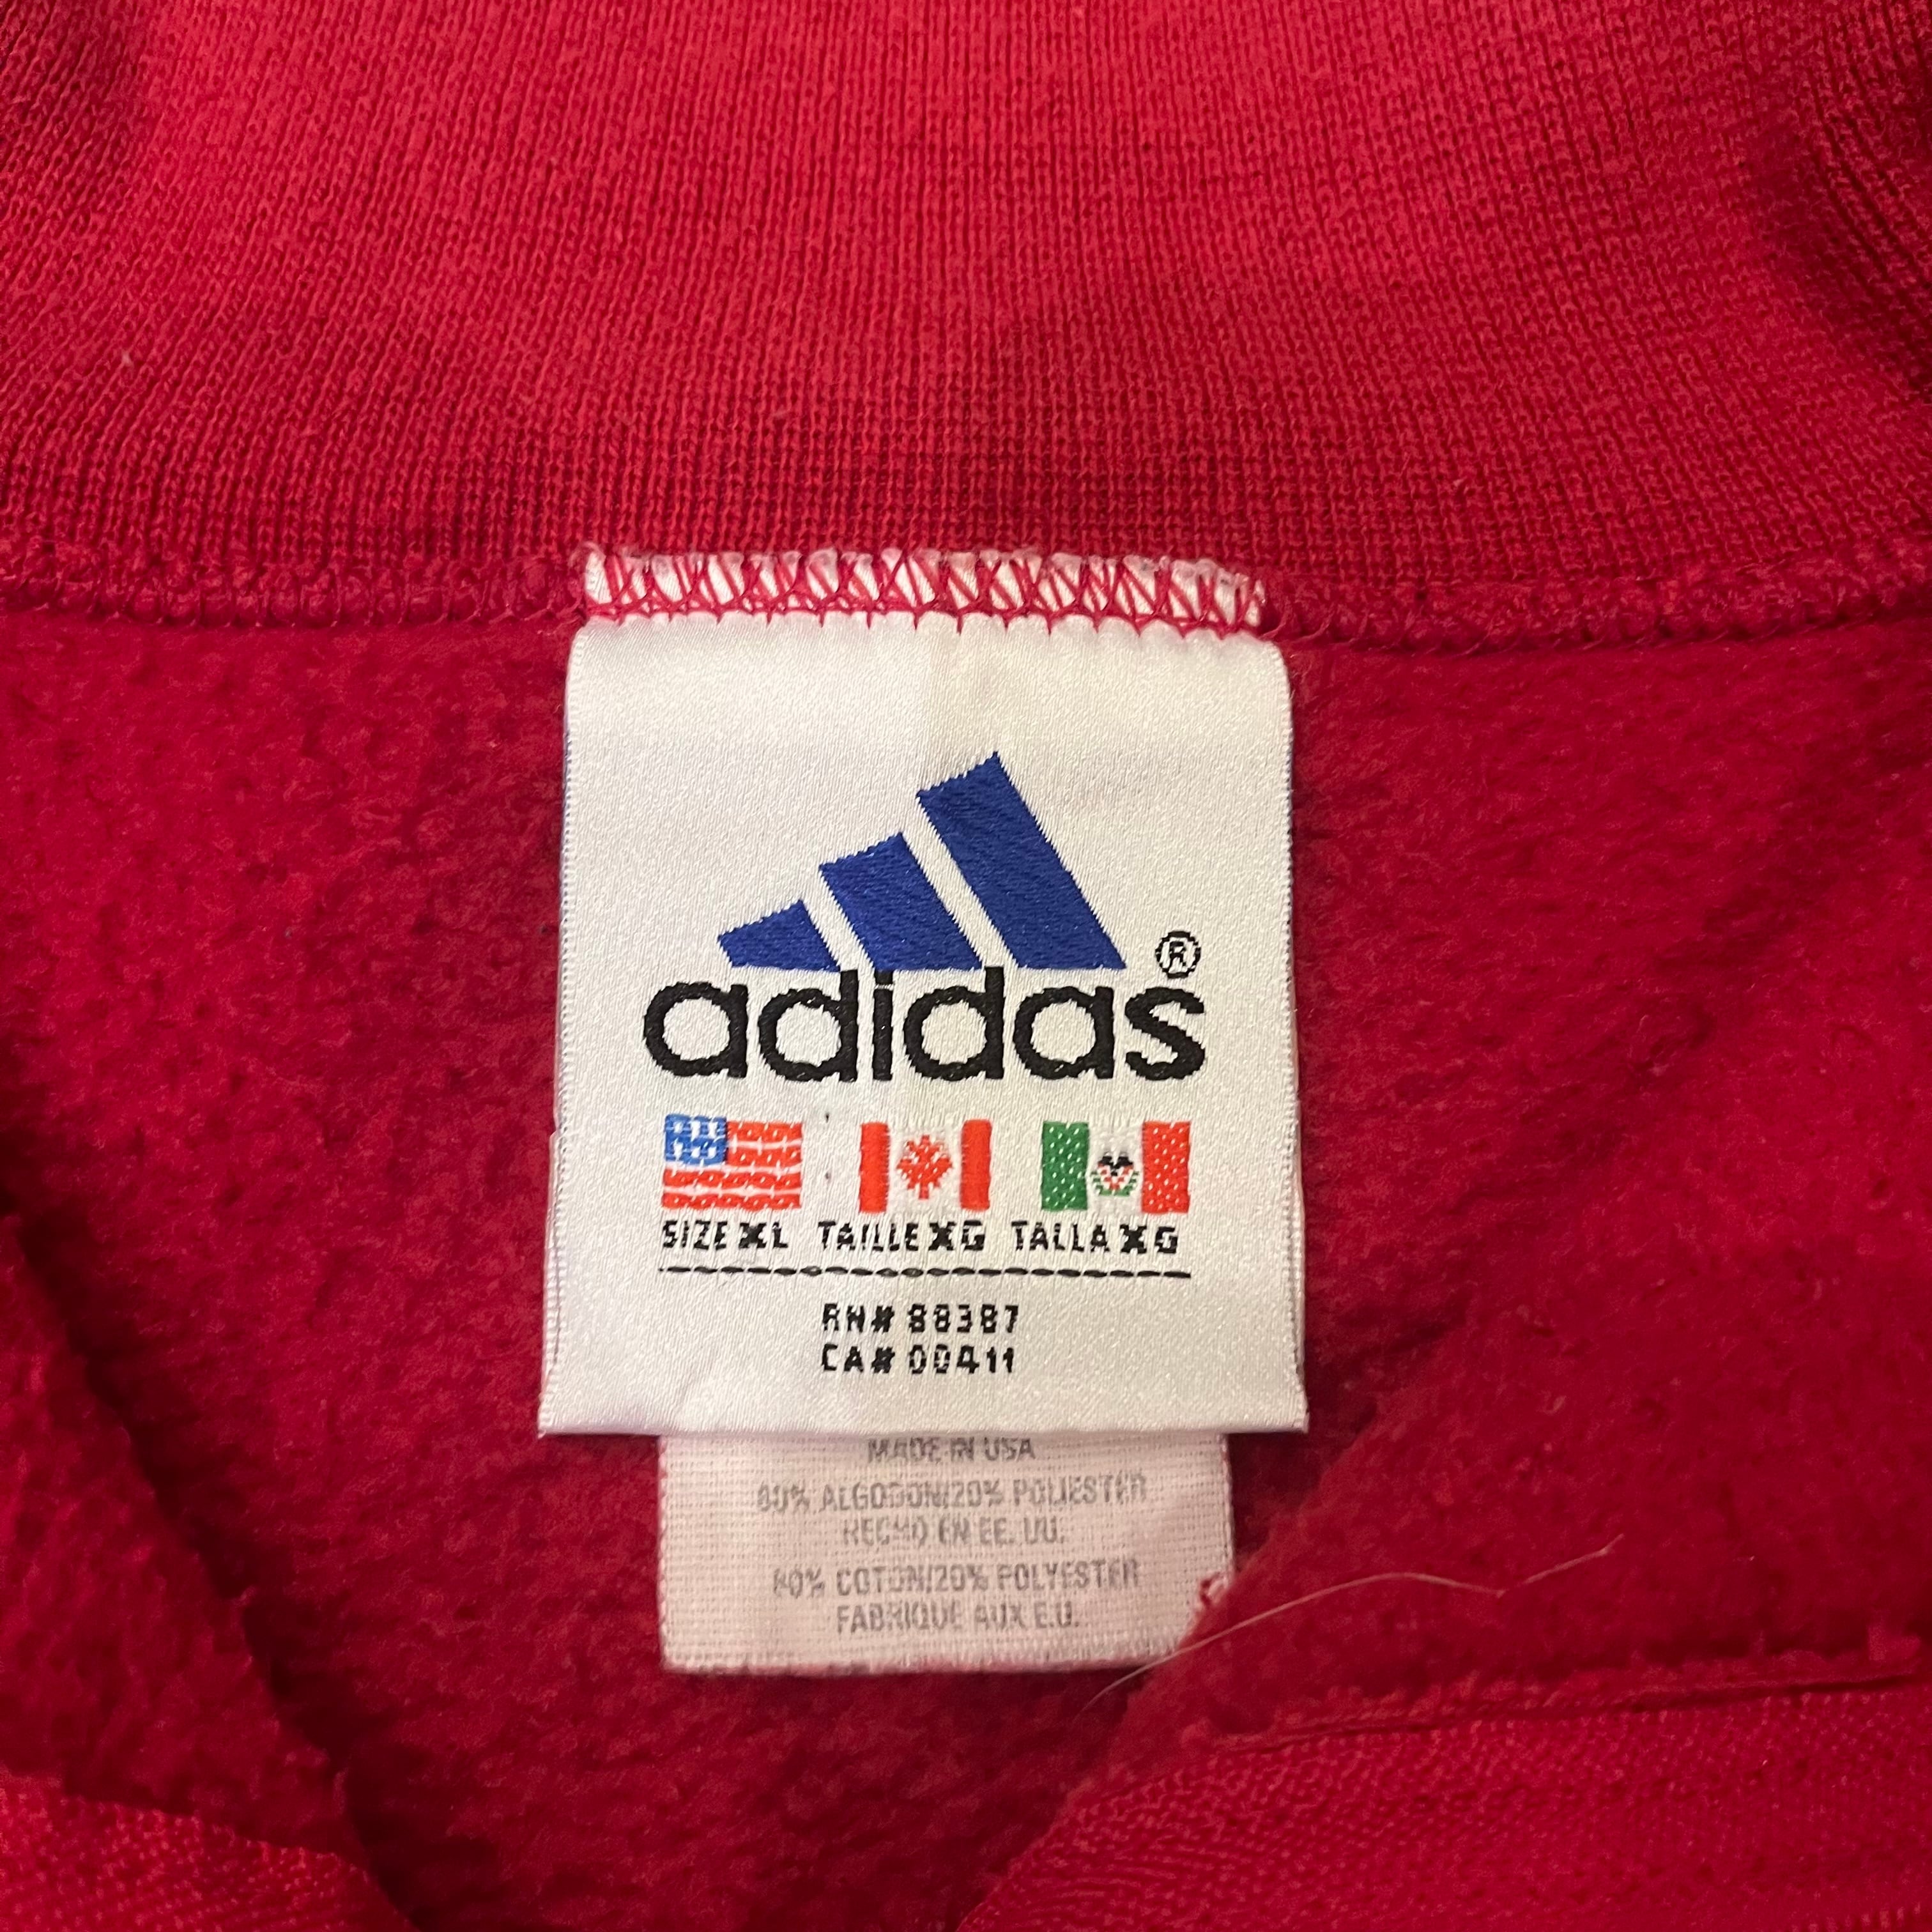 adidas®
SIZE XL TAILLE XG TALLA XG
RN# 88387
CA# 00411
MADE IN USA
80% ALGODON/20% POLIESTER
HECHO EN EE. UU.
80% COTON/20% POLYESTER
FABRIQUE AUX E.U.